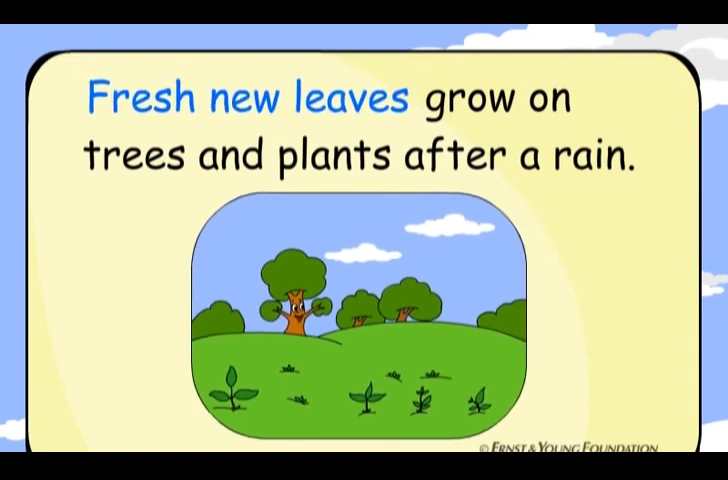 Fresh new leaves grow on
trees and plants after a rain.
© ERNST & YOUNG FOUNDATION